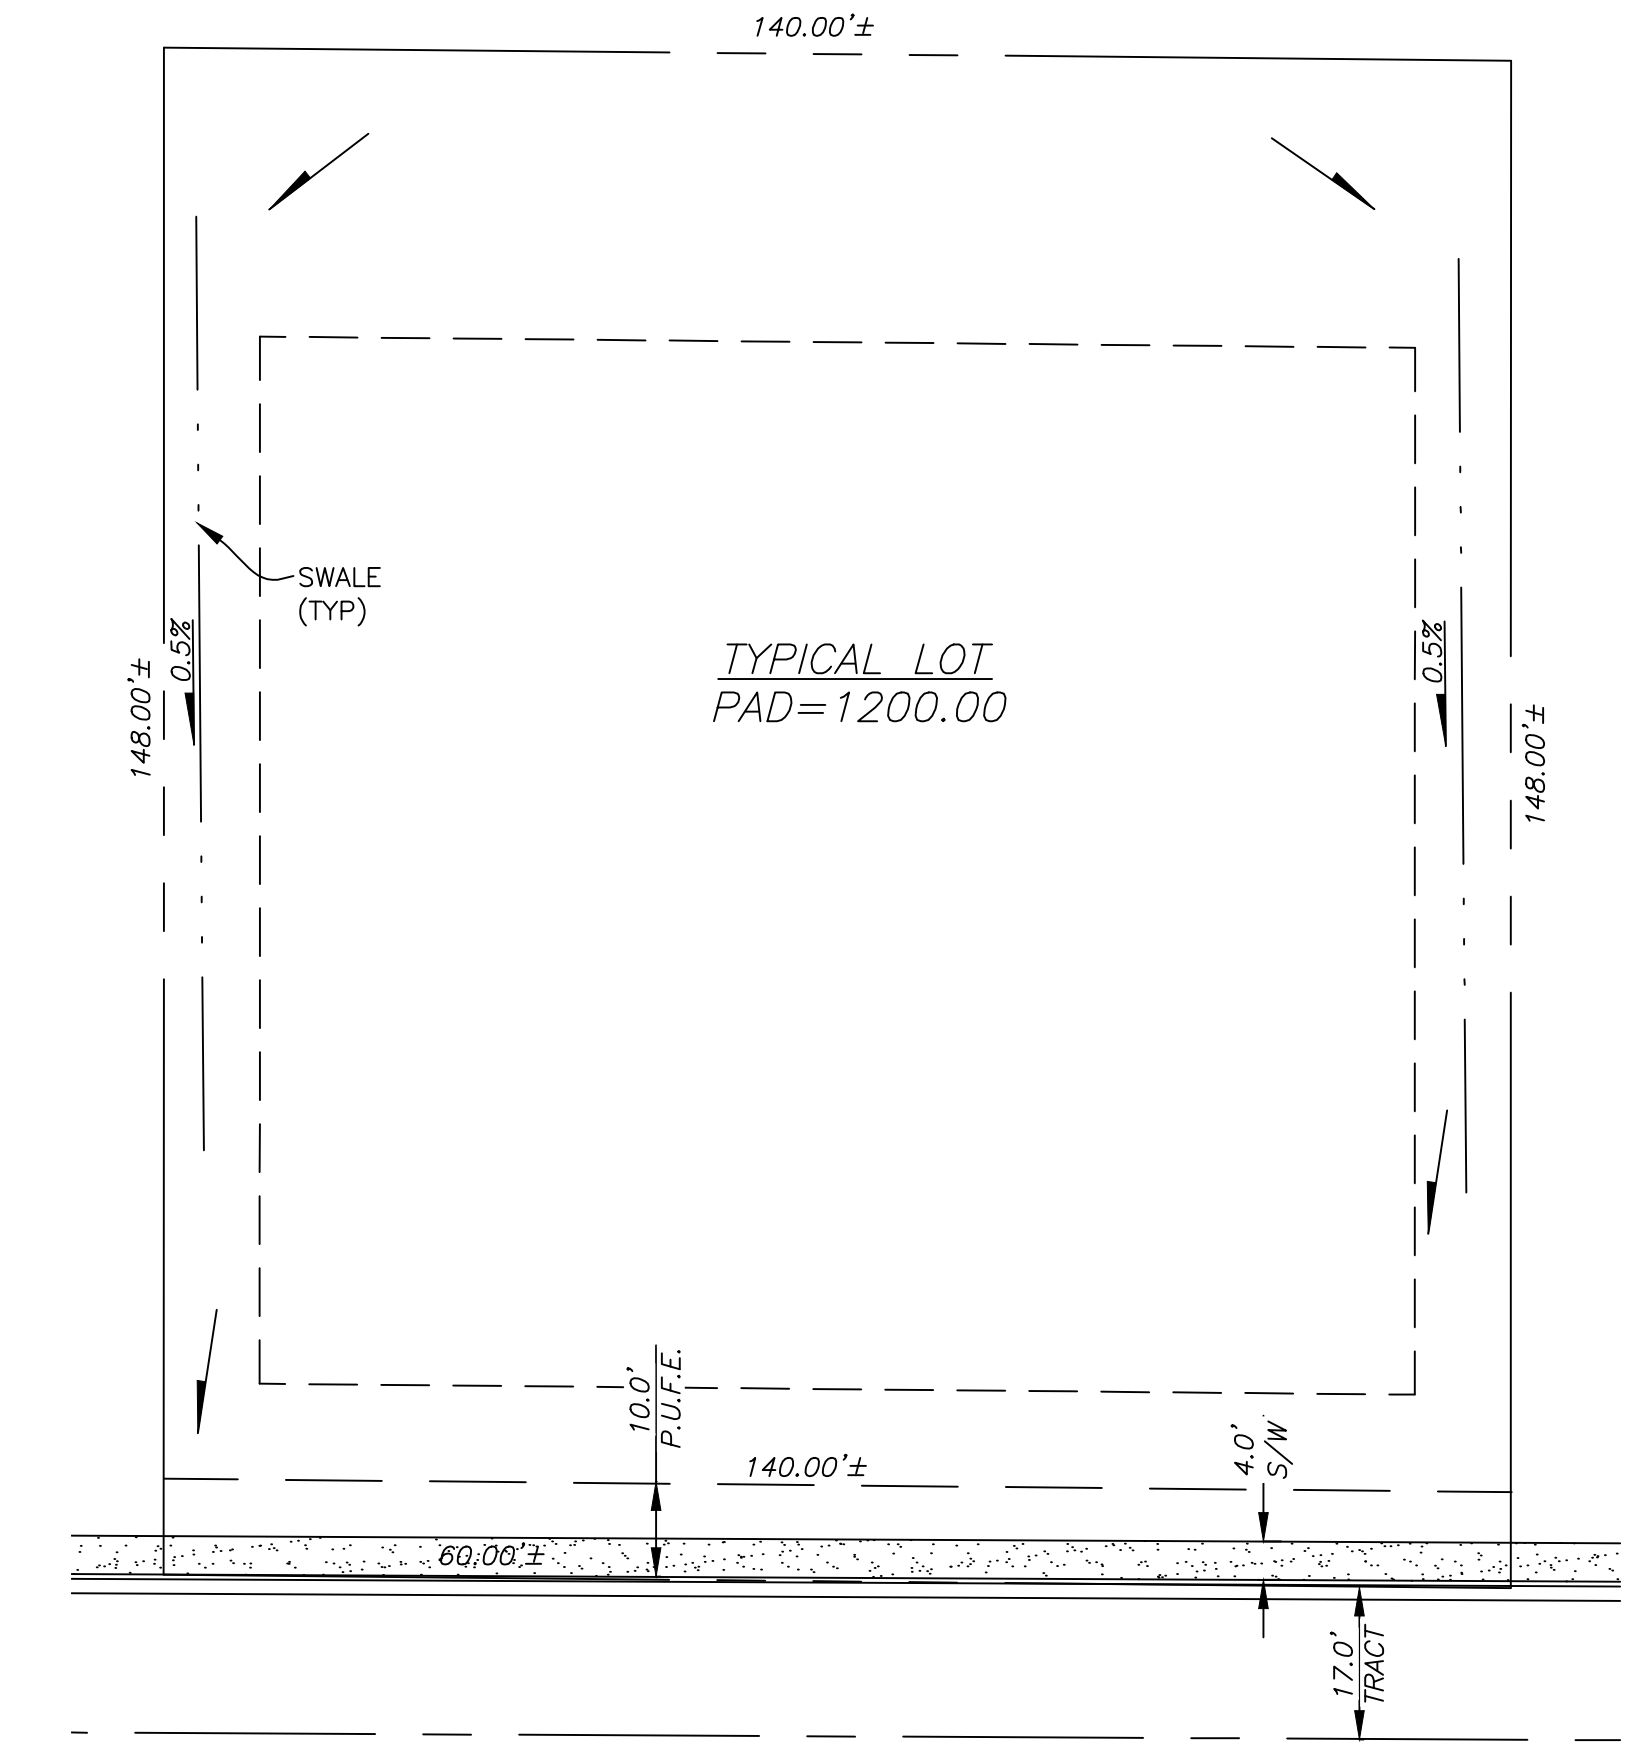 140.00'±
SWALE
(TYP)
0.5%
148.00'±
TYPICAL LOT
PAD=1200.00
0.5%
148.00'±
10.0'
P.U.F.E.
140.00'±
4.0'
S/W
60.00'±
17.0'
TRACT